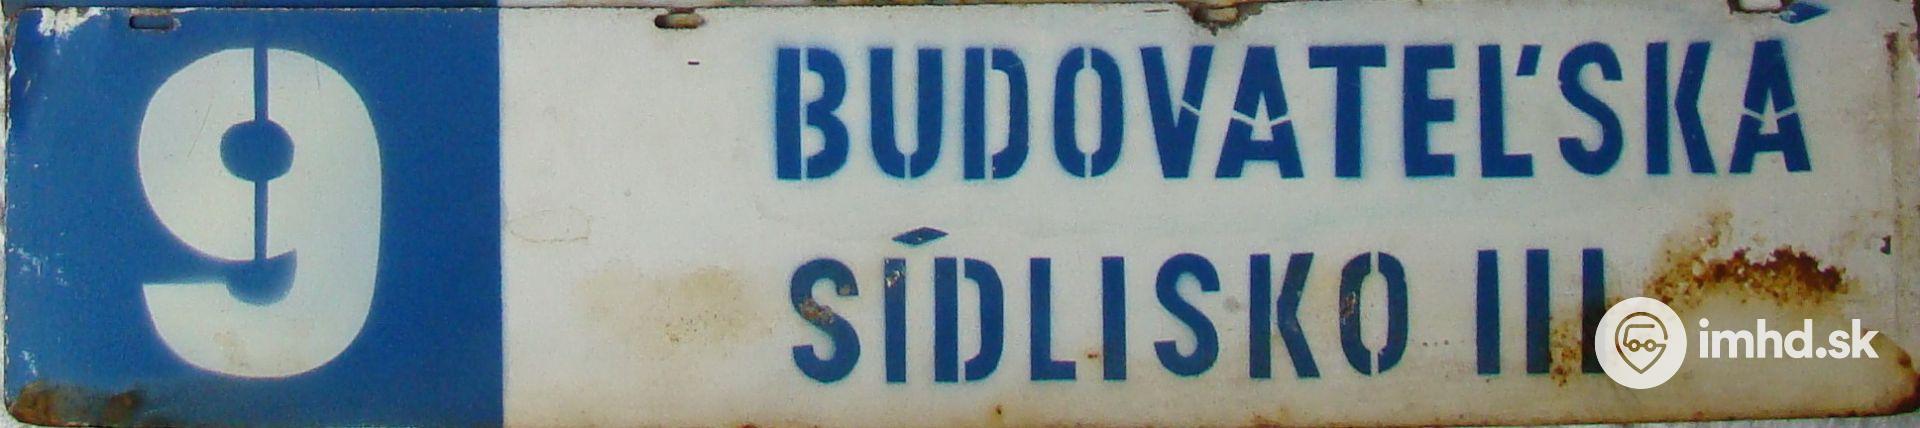 9
BUDOVATEĽSKÁ
SÍDLISKO III
imhd.sk